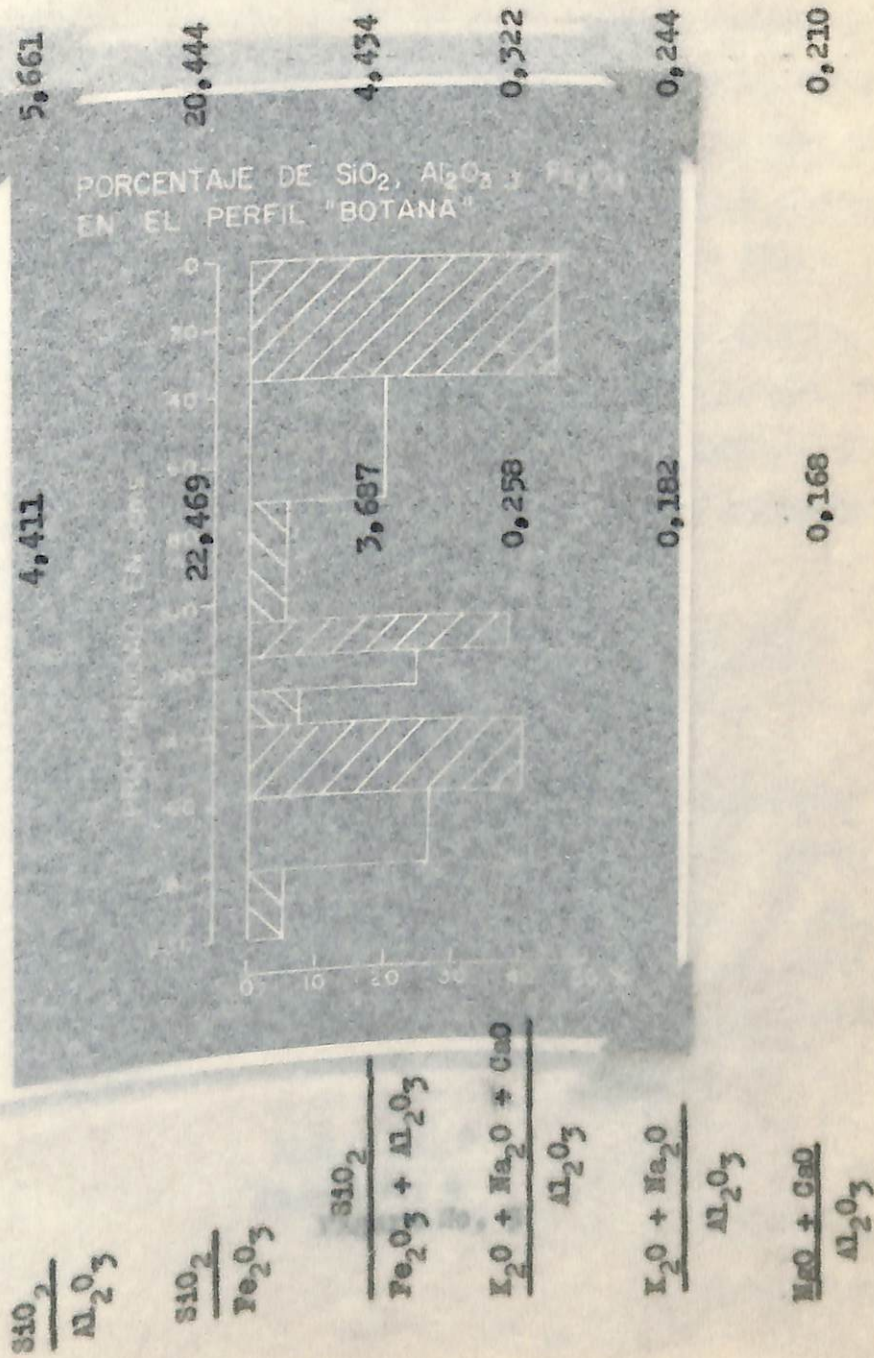 SiO2 / Al2O3 4,411 5,661
SiO2 / Fe2O3 22,469 20,444
SiO2 / Fe2O3 + Al2O3 3,687 4,434
K2O + Na2O + CaO / Al2O3 0,258 0,322
K2O + Na2O / Al2O3 0,182 0,244
MgO + CaO / Al2O3 0,168 0,210
PORCENTAJE DE SiO2, Al2O3 y Fe2O3
EN EL PERFIL "BOTANA"
0
40
0 10 20 30 40